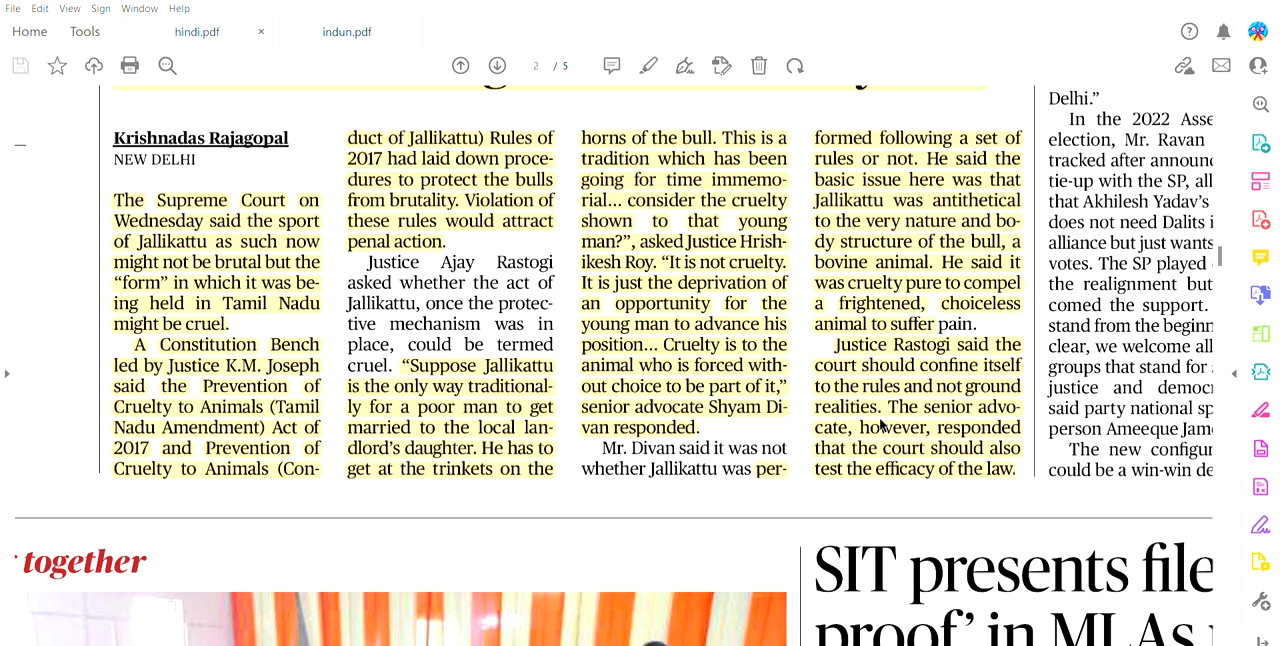 File Edit View Sign Window Help
Home Tools hindi.pdf × indun.pdf
2 / 5
Krishnadas Rajagopal
NEW DELHI
The Supreme Court on
Wednesday said the sport
of Jallikattu as such now
might not be brutal but the
“form” in which it was be-
ing held in Tamil Nadu
might be cruel.
A Constitution Bench
led by Justice K.M. Joseph
said the Prevention of
Cruelty to Animals (Tamil
Nadu Amendment) Act of
2017 and Prevention of
Cruelty to Animals (Con-
duct of Jallikattu) Rules of
2017 had laid down proce-
dures to protect the bulls
from brutality. Violation of
these rules would attract
penal action.
Justice Ajay Rastogi
asked whether the act of
Jallikattu, once the protec-
tive mechanism was in
place, could be termed
cruel. “Suppose Jallikattu
is the only way traditional-
ly for a poor man to get
married to the local lan-
dlord’s daughter. He has to
get at the trinkets on the
horns of the bull. This is a
tradition which has been
going for time immemo-
rial... consider the cruelty
shown to that young
man?”, asked Justice Hrish-
ikesh Roy. “It is not cruelty.
It is just the deprivation of
an opportunity for the
young man to advance his
position... Cruelty is to the
animal who is forced with-
out choice to be part of it,”
senior advocate Shyam Di-
van responded.
Mr. Divan said it was not
whether Jallikattu was per-
formed following a set of
rules or not. He said the
basic issue here was that
Jallikattu was antithetical
to the very nature and bo-
dy structure of the bull, a
bovine animal. He said it
was cruelty pure to compel
a frightened, choiceless
animal to suffer pain.
Justice Rastogi said the
court should confine itself
to the rules and not ground
realities. The senior advo-
cate, however, responded
that the court should also
test the efficacy of the law.
Delhi.”
In the 2022 Asse
election, Mr. Ravan
tracked after announc
tie-up with the SP, all
that Akhilesh Yadav’s
does not need Dalits i
alliance but just wants
votes. The SP played
the realignment but
comed the support.
stand from the beginn
clear, we welcome all
groups that stand for
justice and democr
said party national sp
person Ameeque Jam
The new configur
could be a win-win de
together
SIT presents file
proof’ in MLAs